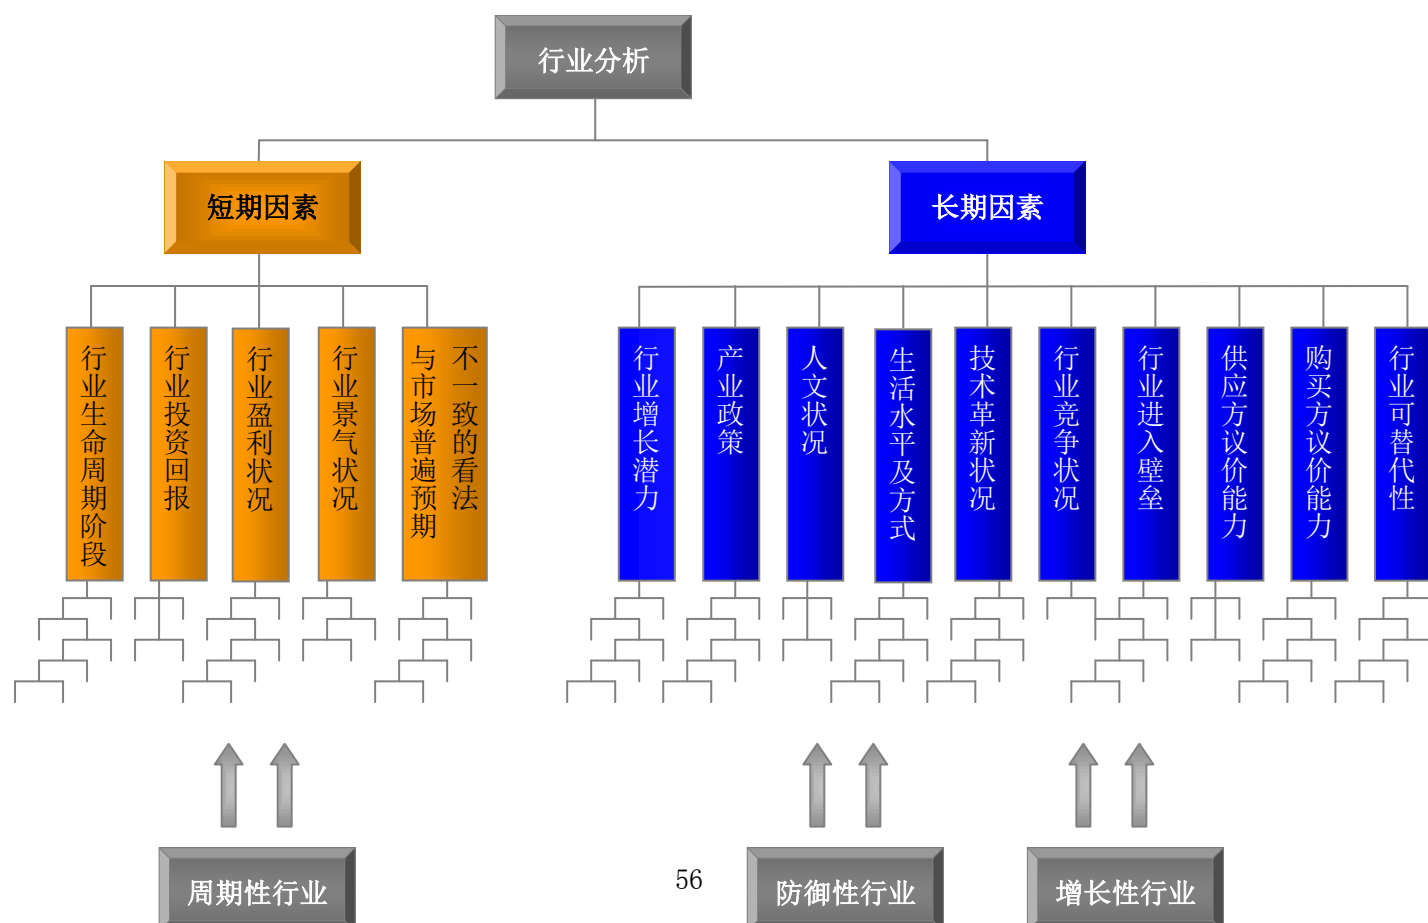 行业分析
短期因素
长期因素
行业生命周期阶段
行业投资回报
行业盈利状况
行业景气状况
与市场普遍预期
不一致的看法
行业增长潜力
产业政策
人文状况
生活水平及方式
技术革新状况
行业竞争状况
行业进入壁垒
供应方议价能力
购买方议价能力
行业可替代性
周期性行业
56
防御性行业
增长性行业